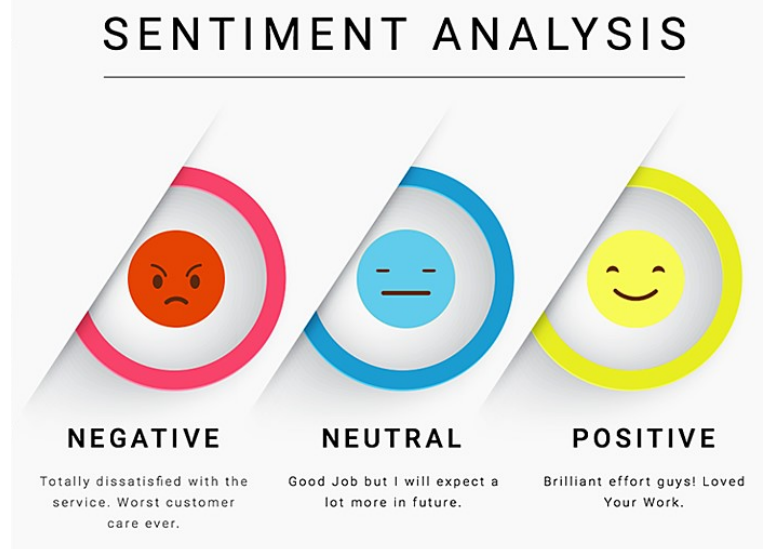 SENTIMENT ANALYSIS
NEGATIVE
Totally dissatisfied with the
service. Worst customer
care ever.
NEUTRAL
Good Job but I will expect a
lot more in future.
POSITIVE
Brilliant effort guys! Loved
Your Work.